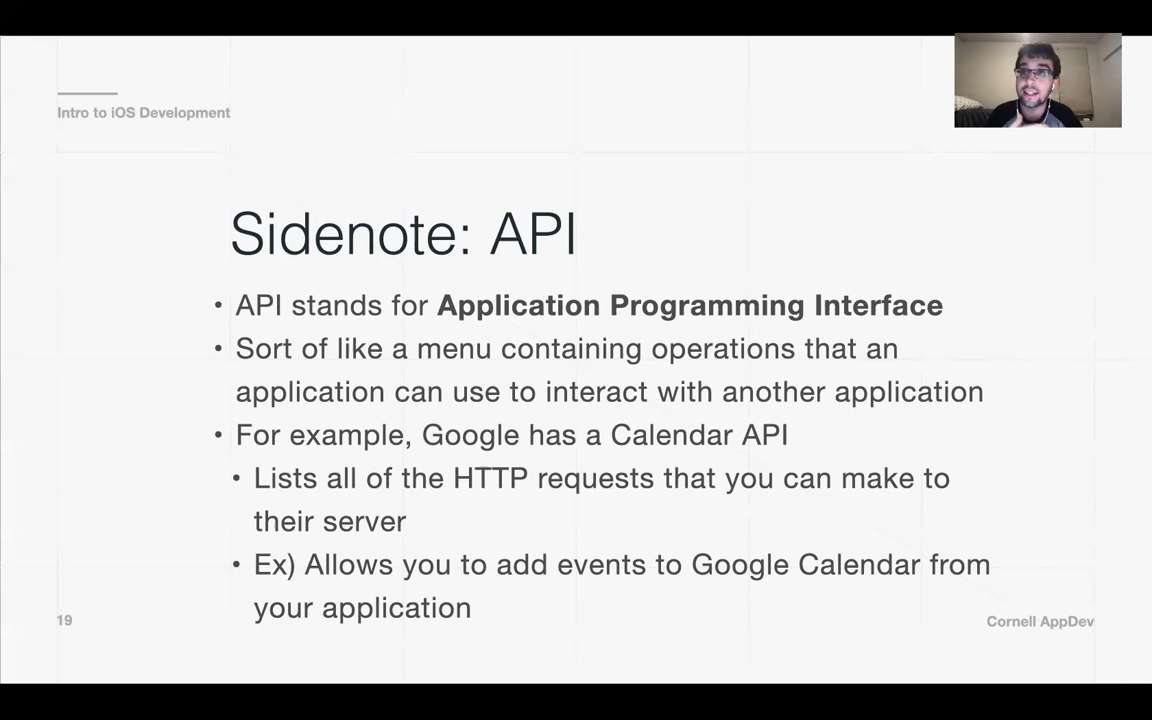 Intro to iOS Development
Sidenote: API
• API stands for Application Programming Interface
• Sort of like a menu containing operations that an
application can use to interact with another application
• For example, Google has a Calendar API
• Lists all of the HTTP requests that you can make to
their server
• Ex) Allows you to add events to Google Calendar from
your application
19
Cornell AppDev